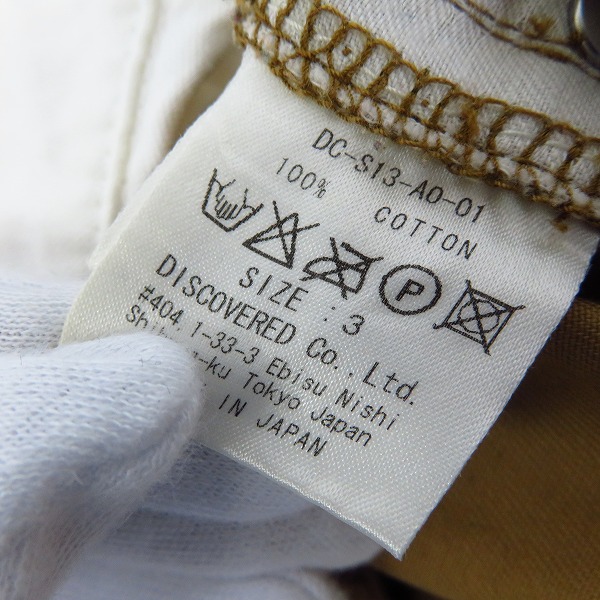 DC-S13-A0-01
100% COTTON
P
SIZE : 3
DISCOVERED Co., Ltd.
#404, 1-33-3 Ebisu Nishi
-ku Tokyo Japan
IN JAPAN